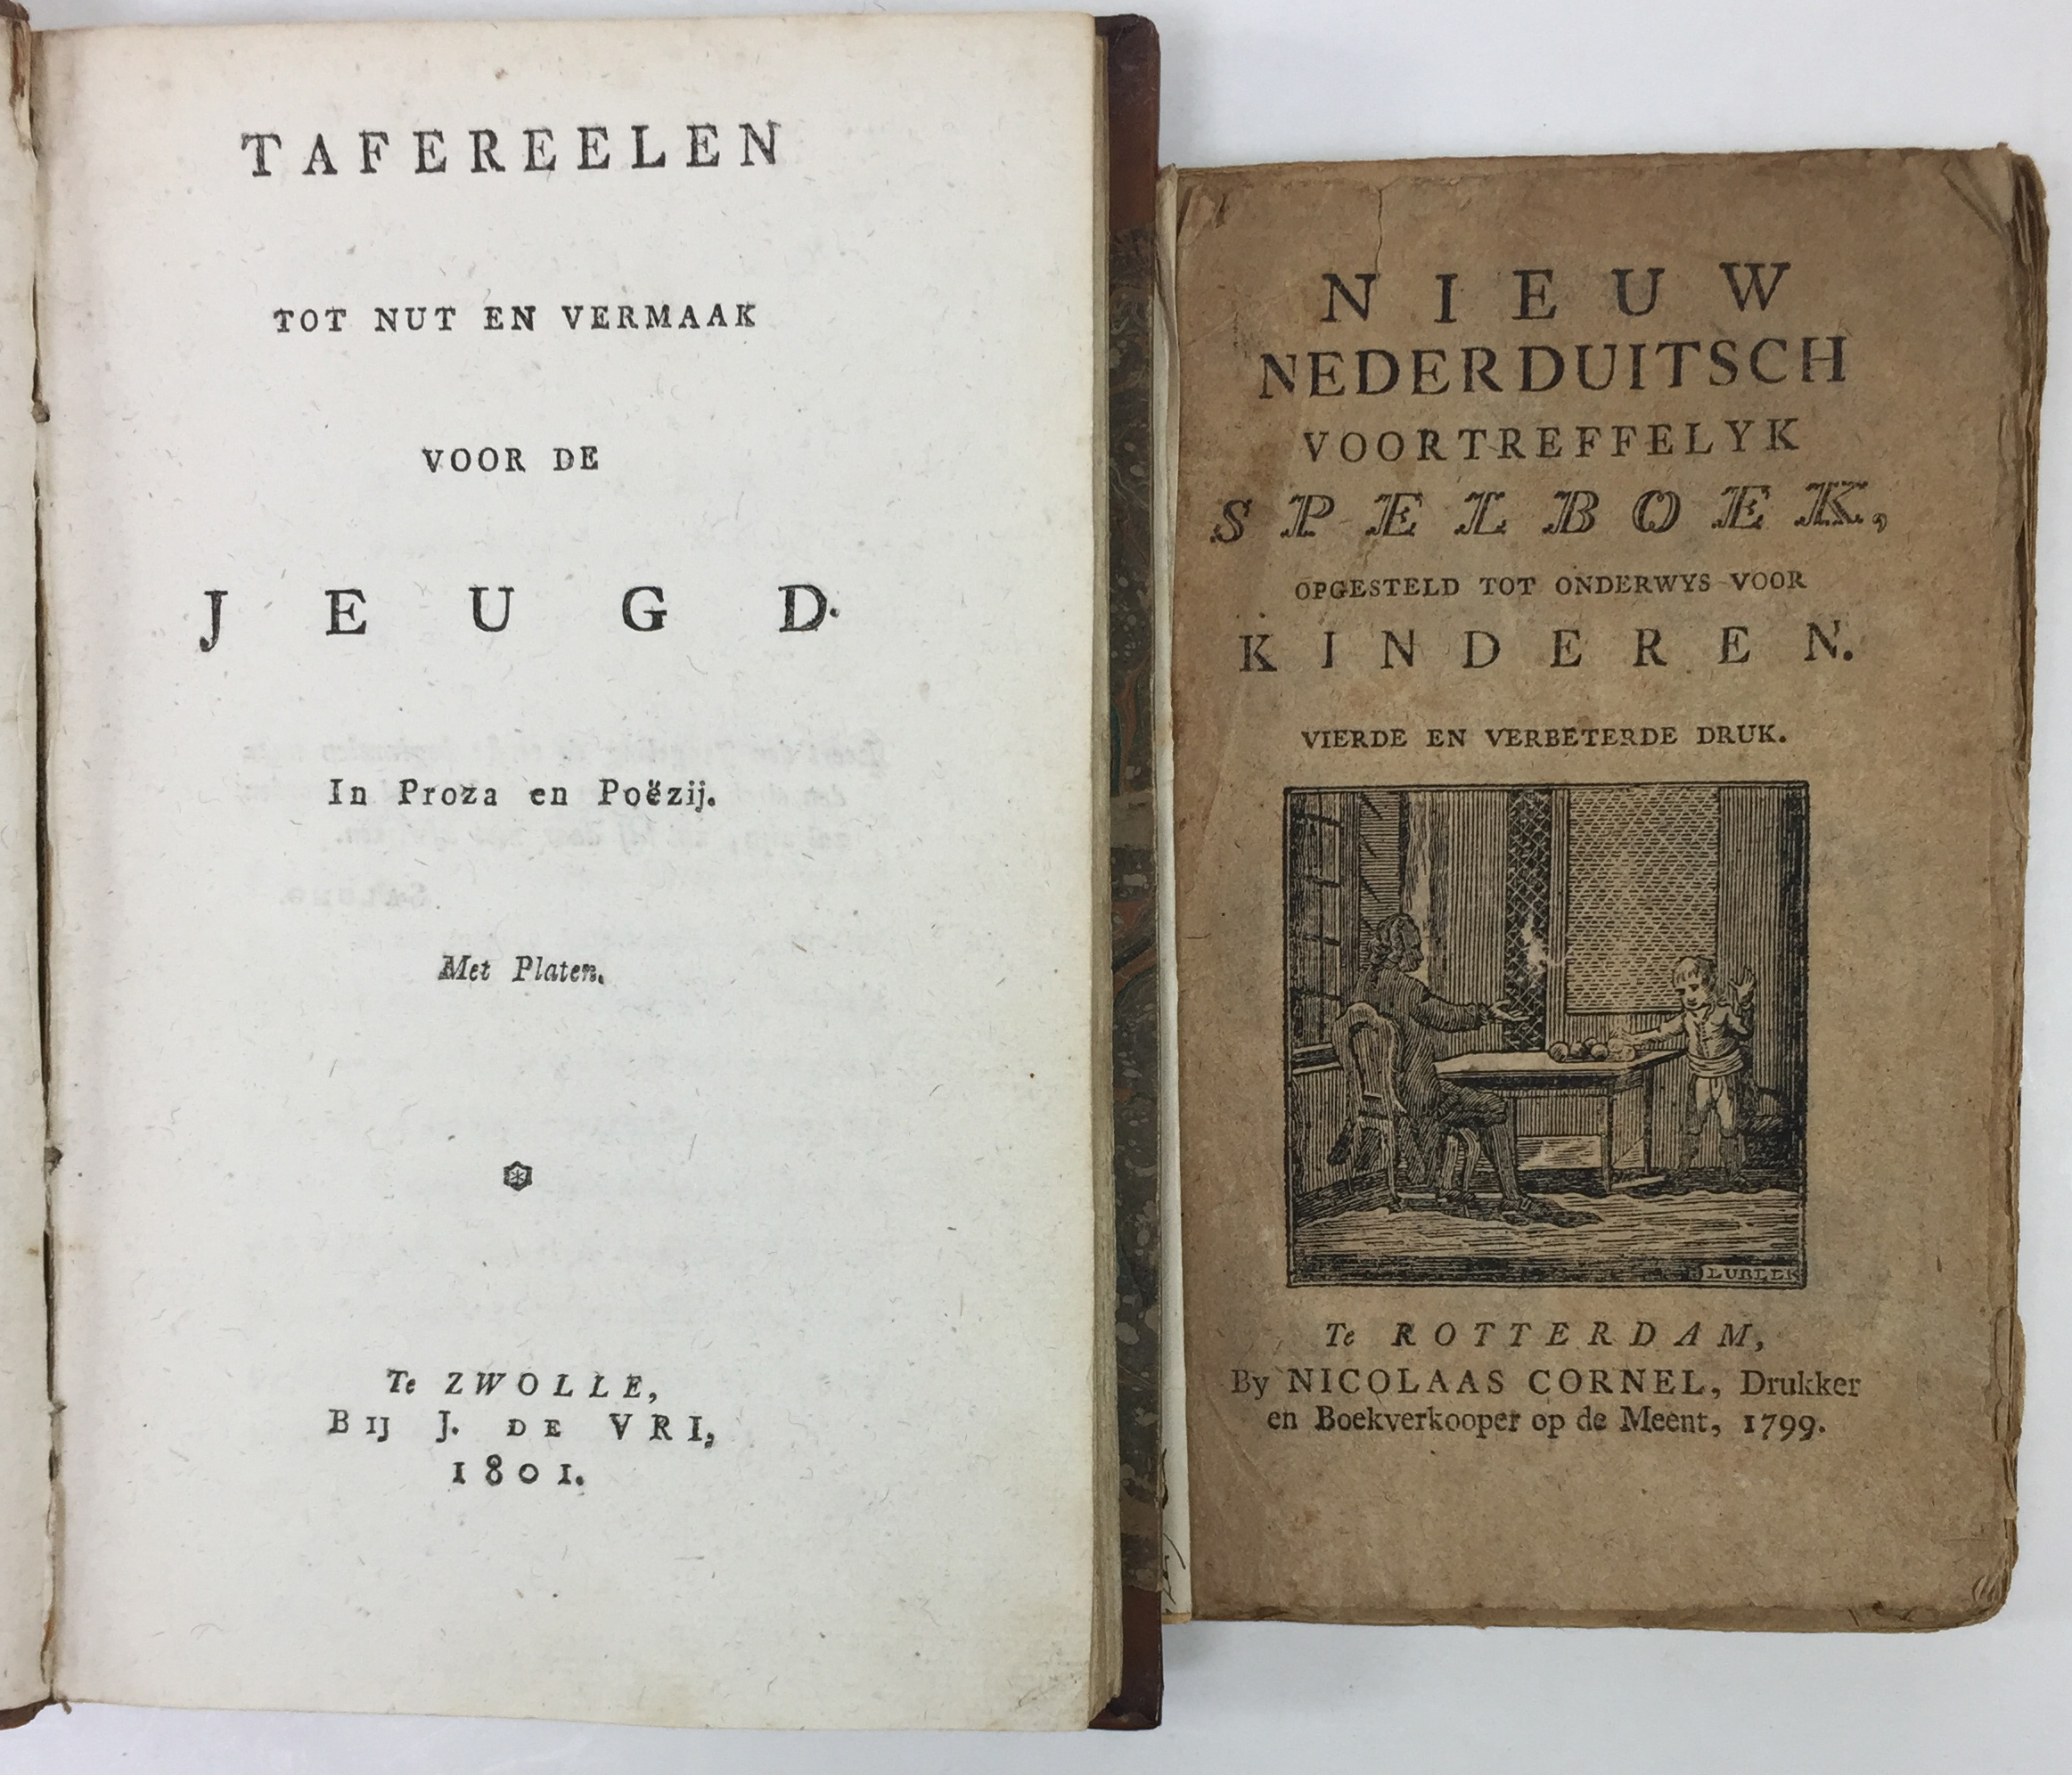 TAFEREELEN
TOT NUT EN VERMAAK
VOOR DE
JEUGD.
In Proza en Poëzij.
Met Platen.
Te ZWOLLE,
BIJ J. DE VRI,
1801.
NIEUW
NEDERDUITSCH
VOORTREFFELYK
SPELBOEK,
OPGESTELD TOT ONDERWYS VOOR
KINDEREN.
VIERDE EN VERBETERDE DRUK.
Te ROTTERDAM,
By NICOLAAS CORNEL, Drukker
en Boekverkooper op de Meent, 1799.